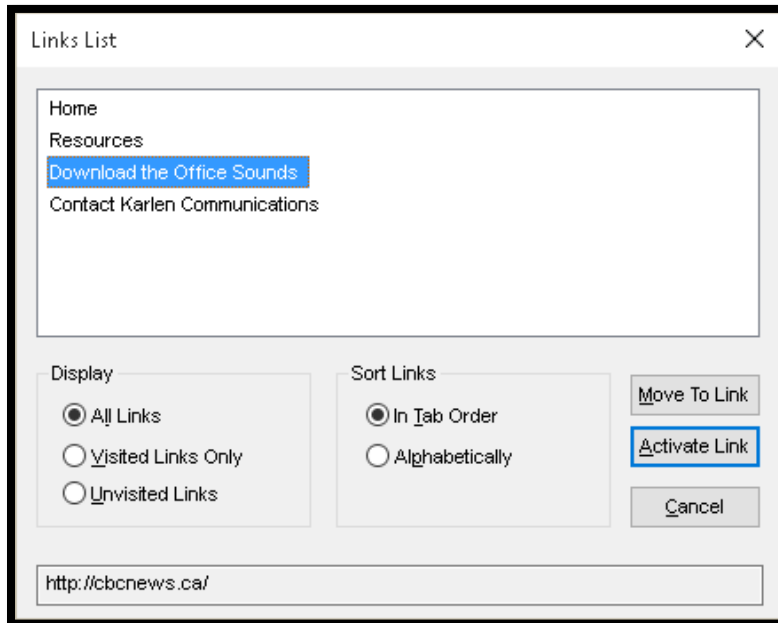 Links List
Home
Resources
Download the Office Sounds
Contact Karlen Communications
Display
All Links
Visited Links Only
Unvisited Links
Sort Links
In Tab Order
Alphabetically
Move To Link
Activate Link
Cancel
http://cbcnews.ca/